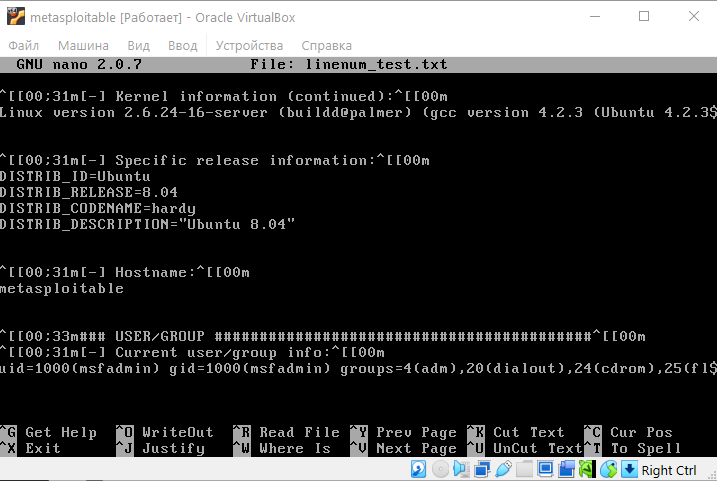 metasploitable [Работает] - Oracle VirtualBox
Файл Машина Вид Ввод Устройства Справка
GNU nano 2.0.7 File: linenum_test.txt
^[[00;31m[-] Kernel information (continued):^[[00m
Linux version 2.6.24-16-server (buildd@palmer) (gcc version 4.2.3 (Ubuntu 4.2.3$
^[[00;31m[-] Specific release information:^[[00m
DISTRIB_ID=Ubuntu
DISTRIB_RELEASE=8.04
DISTRIB_CODENAME=hardy
DISTRIB_DESCRIPTION="Ubuntu 8.04"
^[[00;31m[-] Hostname:^[[00m
metasploitable
^[[00;33m### USER/GROUP ##########################################^[[00m
^[[00;31m[-] Current user/group info:^[[00m
uid=1000(msfadmin) gid=1000(msfadmin) groups=4(adm),20(dialout),24(cdrom),25(fl$
^G Get Help ^O WriteOut ^R Read File ^Y Prev Page ^K Cut Text ^C Cur Pos
^X Exit ^J Justify ^W Where Is ^V Next Page ^U UnCut Text ^T To Spell
Right Ctrl